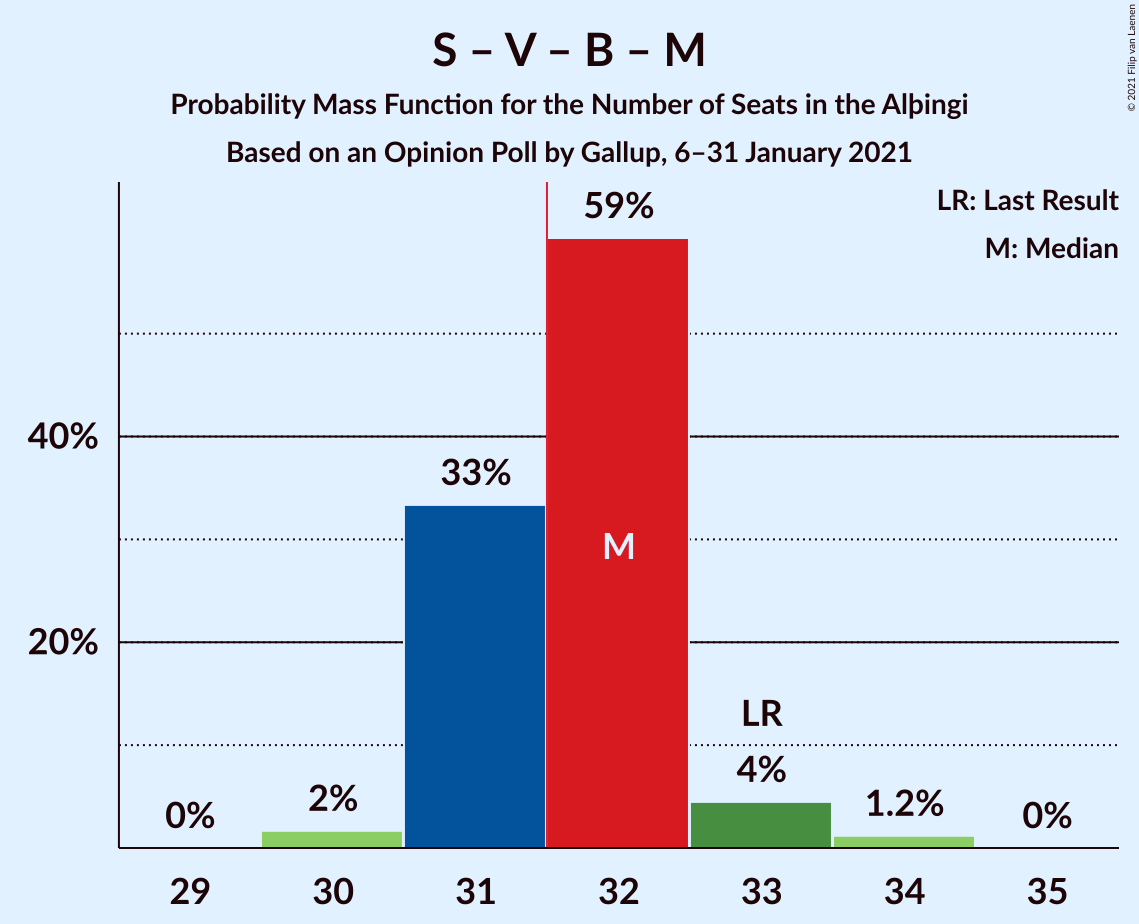 S – V – B – M
Probability Mass Function for the Number of Seats in the Alþingi
Based on an Opinion Poll by Gallup, 6–31 January 2021
© 2021 Filip van Laenen
LR: Last Result
M: Median
59%
40%
33%
M
20%
LR
4%
0%
2%
1.2%
0%
29 30 31 32 33 34 35